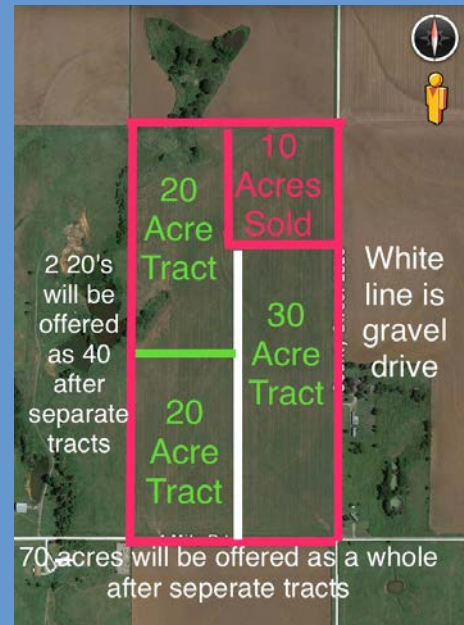 10
Acres
Sold
20
Acre
Tract
2 20's
will be
offered
as 40
after
separate
tracts
White
line is
gravel
drive
30
Acre
Tract
20
Acre
Tract
70 acres will be offered as a whole
after seperate tracts